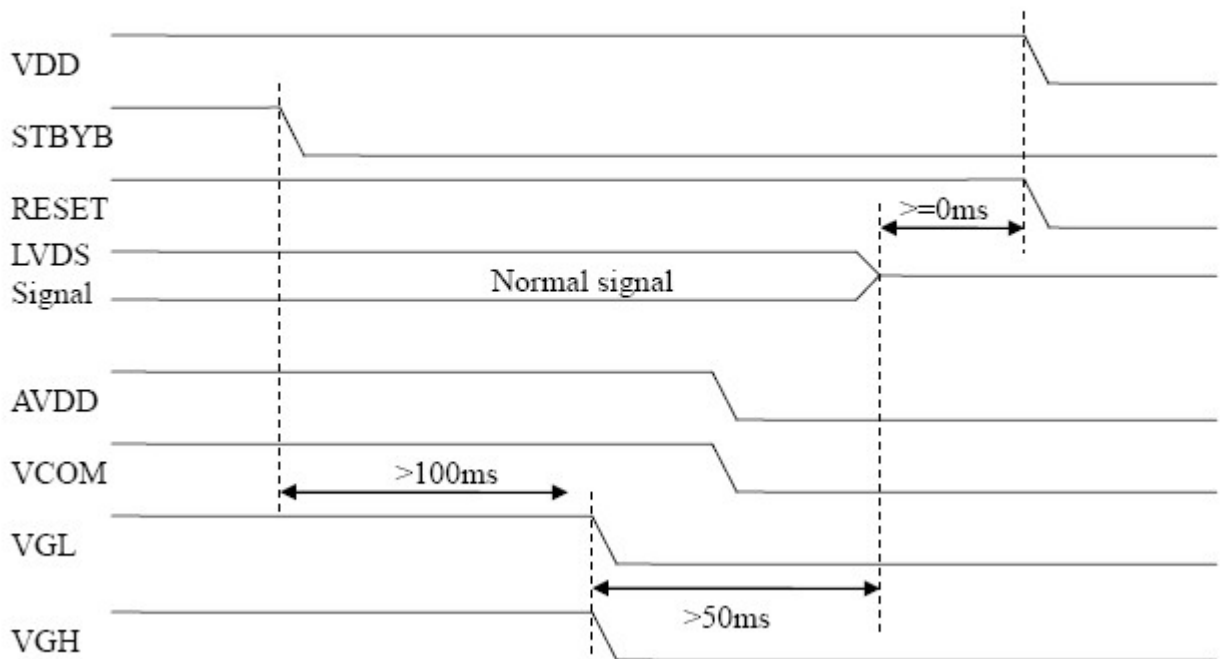 VDD
STBYB
RESET
>=0ms
LVDS
Signal
Normal signal
AVDD
VCOM
>100ms
VGL
>50ms
VGH